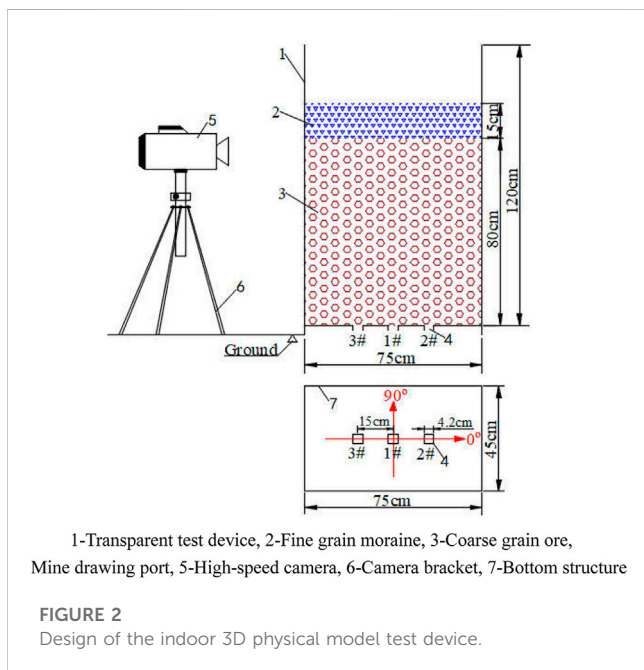 1
2
3
5
6
15cm
80cm
120cm
Ground
3# 1# 2# 4
75cm
7
90°
15cm
4.2cm
0°
3# 1# 2# 4
45cm
75cm
1-Transparent test device, 2-Fine grain moraine, 3-Coarse grain ore,
Mine drawing port, 5-High-speed camera, 6-Camera bracket, 7-Bottom structure
FIGURE 2
Design of the indoor 3D physical model test device.